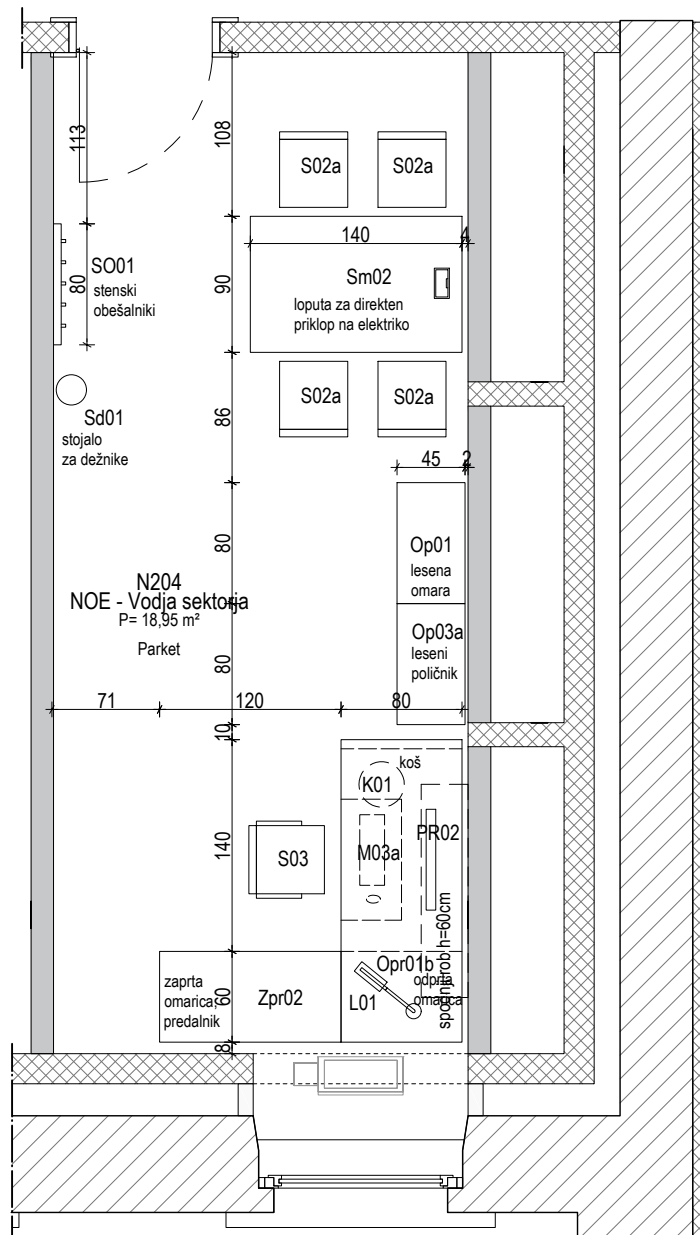 113
108
S02a
S02a
140
4
SO01
stenski
obešalniki
80
90
Sm02
loputa za direkten
priklop na elektriko
S02a
S02a
86
Sd01
stojalo
za dežnike
45
2
80
Op01
lesena
omara
N204
NOE - Vodja sektorja
P= 18,95 m²
Parket
Op03a
leseni
poličnik
80
71
120
80
10
koš
K01
140
S03
M03a
PR02
spodnji rob h=60cm
Opr01b
odprta
omarica
zaprta
omarica,
predalnik
60
Zpr02
L01
8